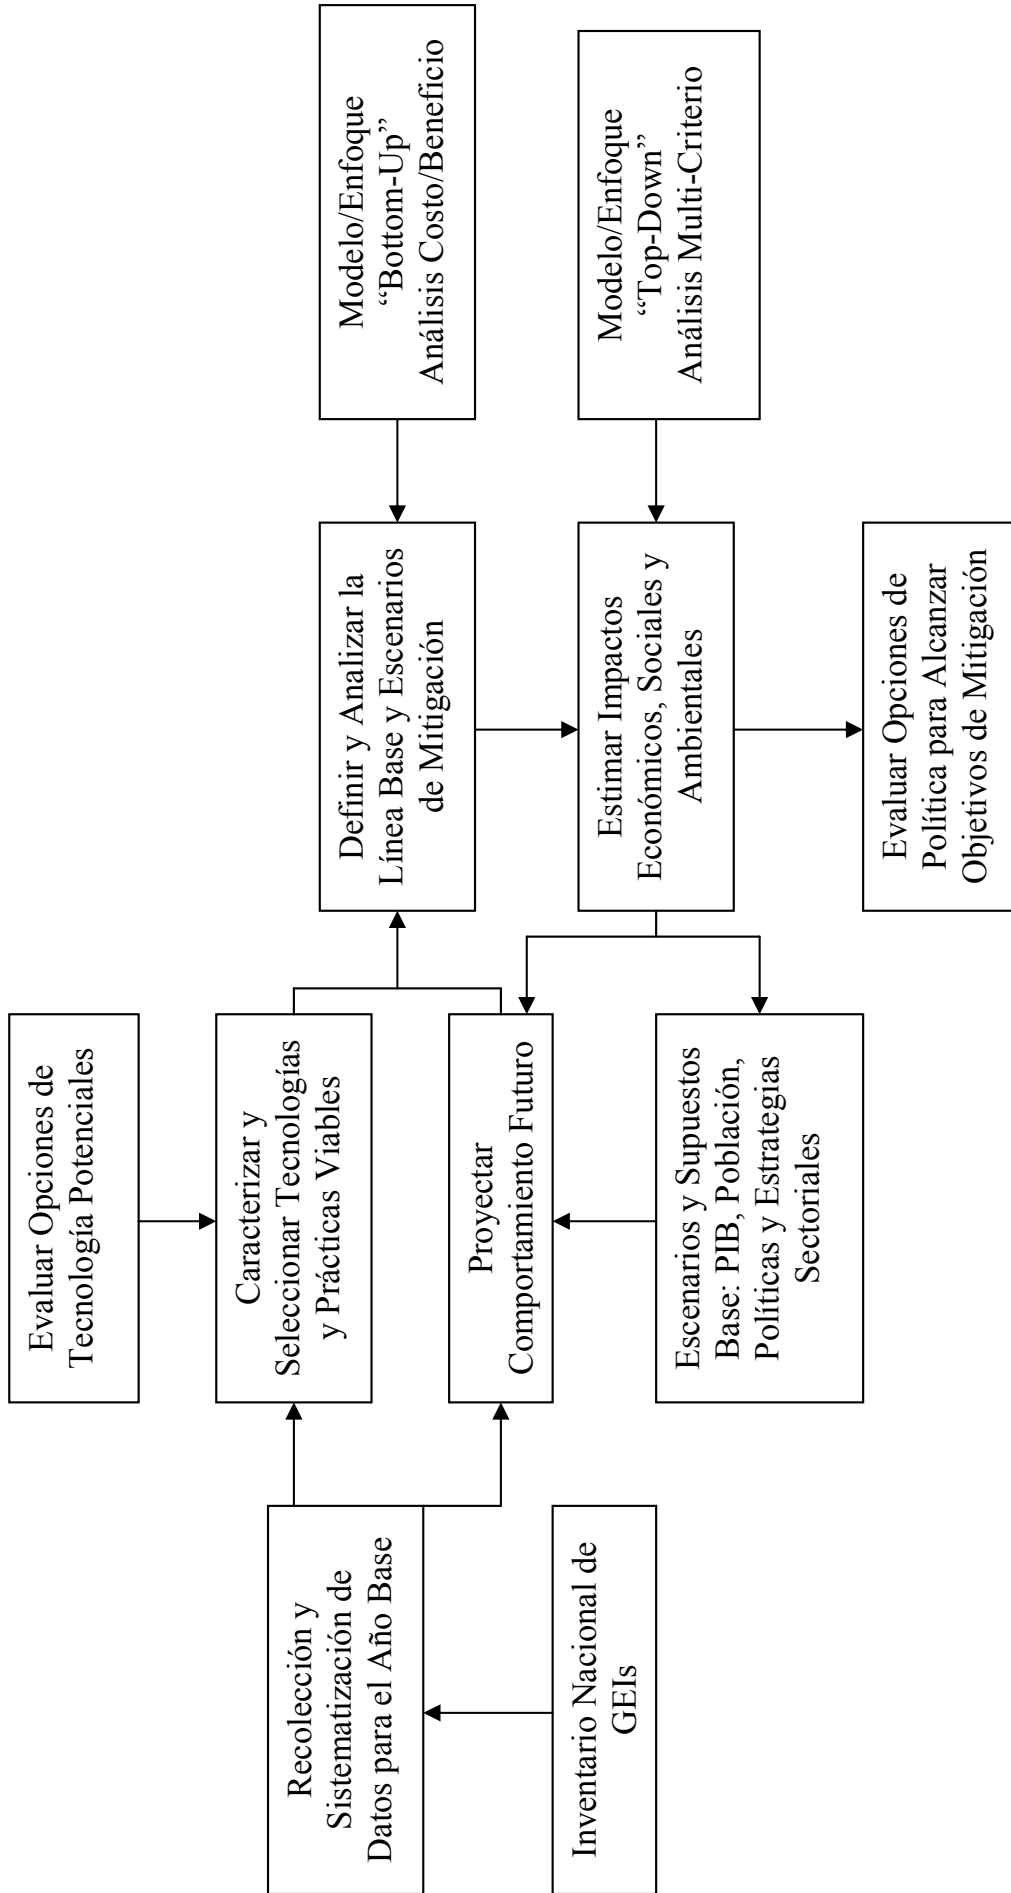 Recolección y
Sistematización de
Datos para el Año Base
Inventario Nacional de
GEIs
Evaluar Opciones de
Tecnología Potenciales
Caracterizar y
Seleccionar Tecnologías
y Prácticas Viables
Proyectar
Comportamiento Futuro
Escenarios y Supuestos
Base: PIB, Población,
Políticas y Estrategias
Sectoriales
Definir y Analizar la
Línea Base y Escenarios
de Mitigación
Estimar Impactos
Económicos, Sociales y
Ambientales
Evaluar Opciones de
Política para Alcanzar
Objetivos de Mitigación
Modelo/Enfoque
“Bottom-Up”
Análisis Costo/Beneficio
Modelo/Enfoque
“Top-Down”
Análisis Multi-Criterio